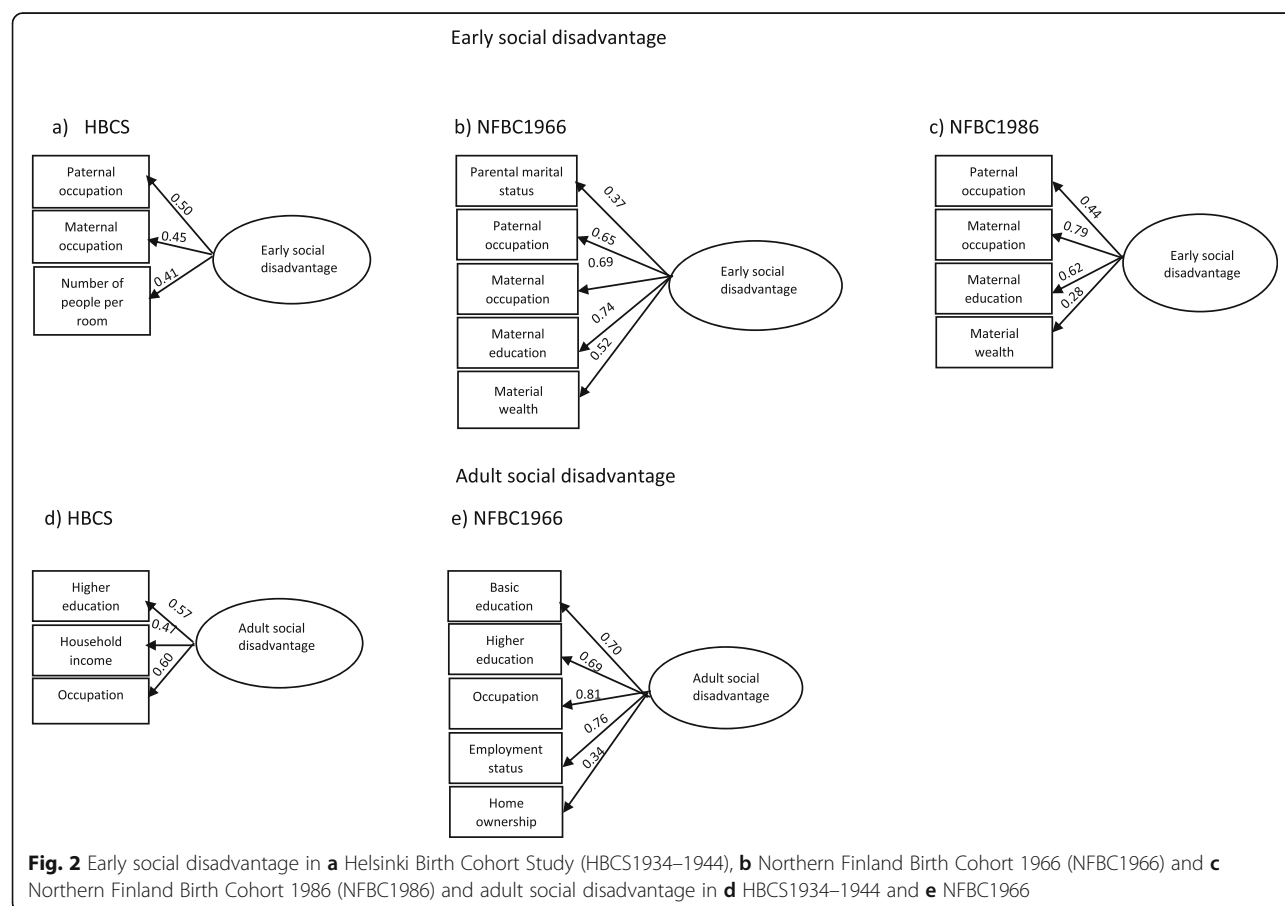 Early social disadvantage
a) HBCS
Paternal
occupation
Maternal
occupation
Number of
people per
room
0.50
0.45
0.41
Early social
disadvantage
b) NFBC1966
Parental marital
status
Paternal
occupation
Maternal
occupation
Maternal
education
Material
wealth
0.37
0.65
0.69
0.74
0.52
Early social
disadvantage
c) NFBC1986
Paternal
occupation
Maternal
occupation
Maternal
education
Material
wealth
0.44
0.79
0.62
0.28
Early social
disadvantage
Adult social disadvantage
d) HBCS
Higher
education
Household
income
Occupation
0.57
0.47
0.60
Adult social
disadvantage
e) NFBC1966
Basic
education
Higher
education
Occupation
Employment
status
Home
ownership
0.70
0.69
0.81
0.76
0.34
Adult social
disadvantage
Fig. 2 Early social disadvantage in a Helsinki Birth Cohort Study (HBCS1934–1944), b Northern Finland Birth Cohort 1966 (NFBC1966) and c
Northern Finland Birth Cohort 1986 (NFBC1986) and adult social disadvantage in d HBCS1934–1944 and e NFBC1966